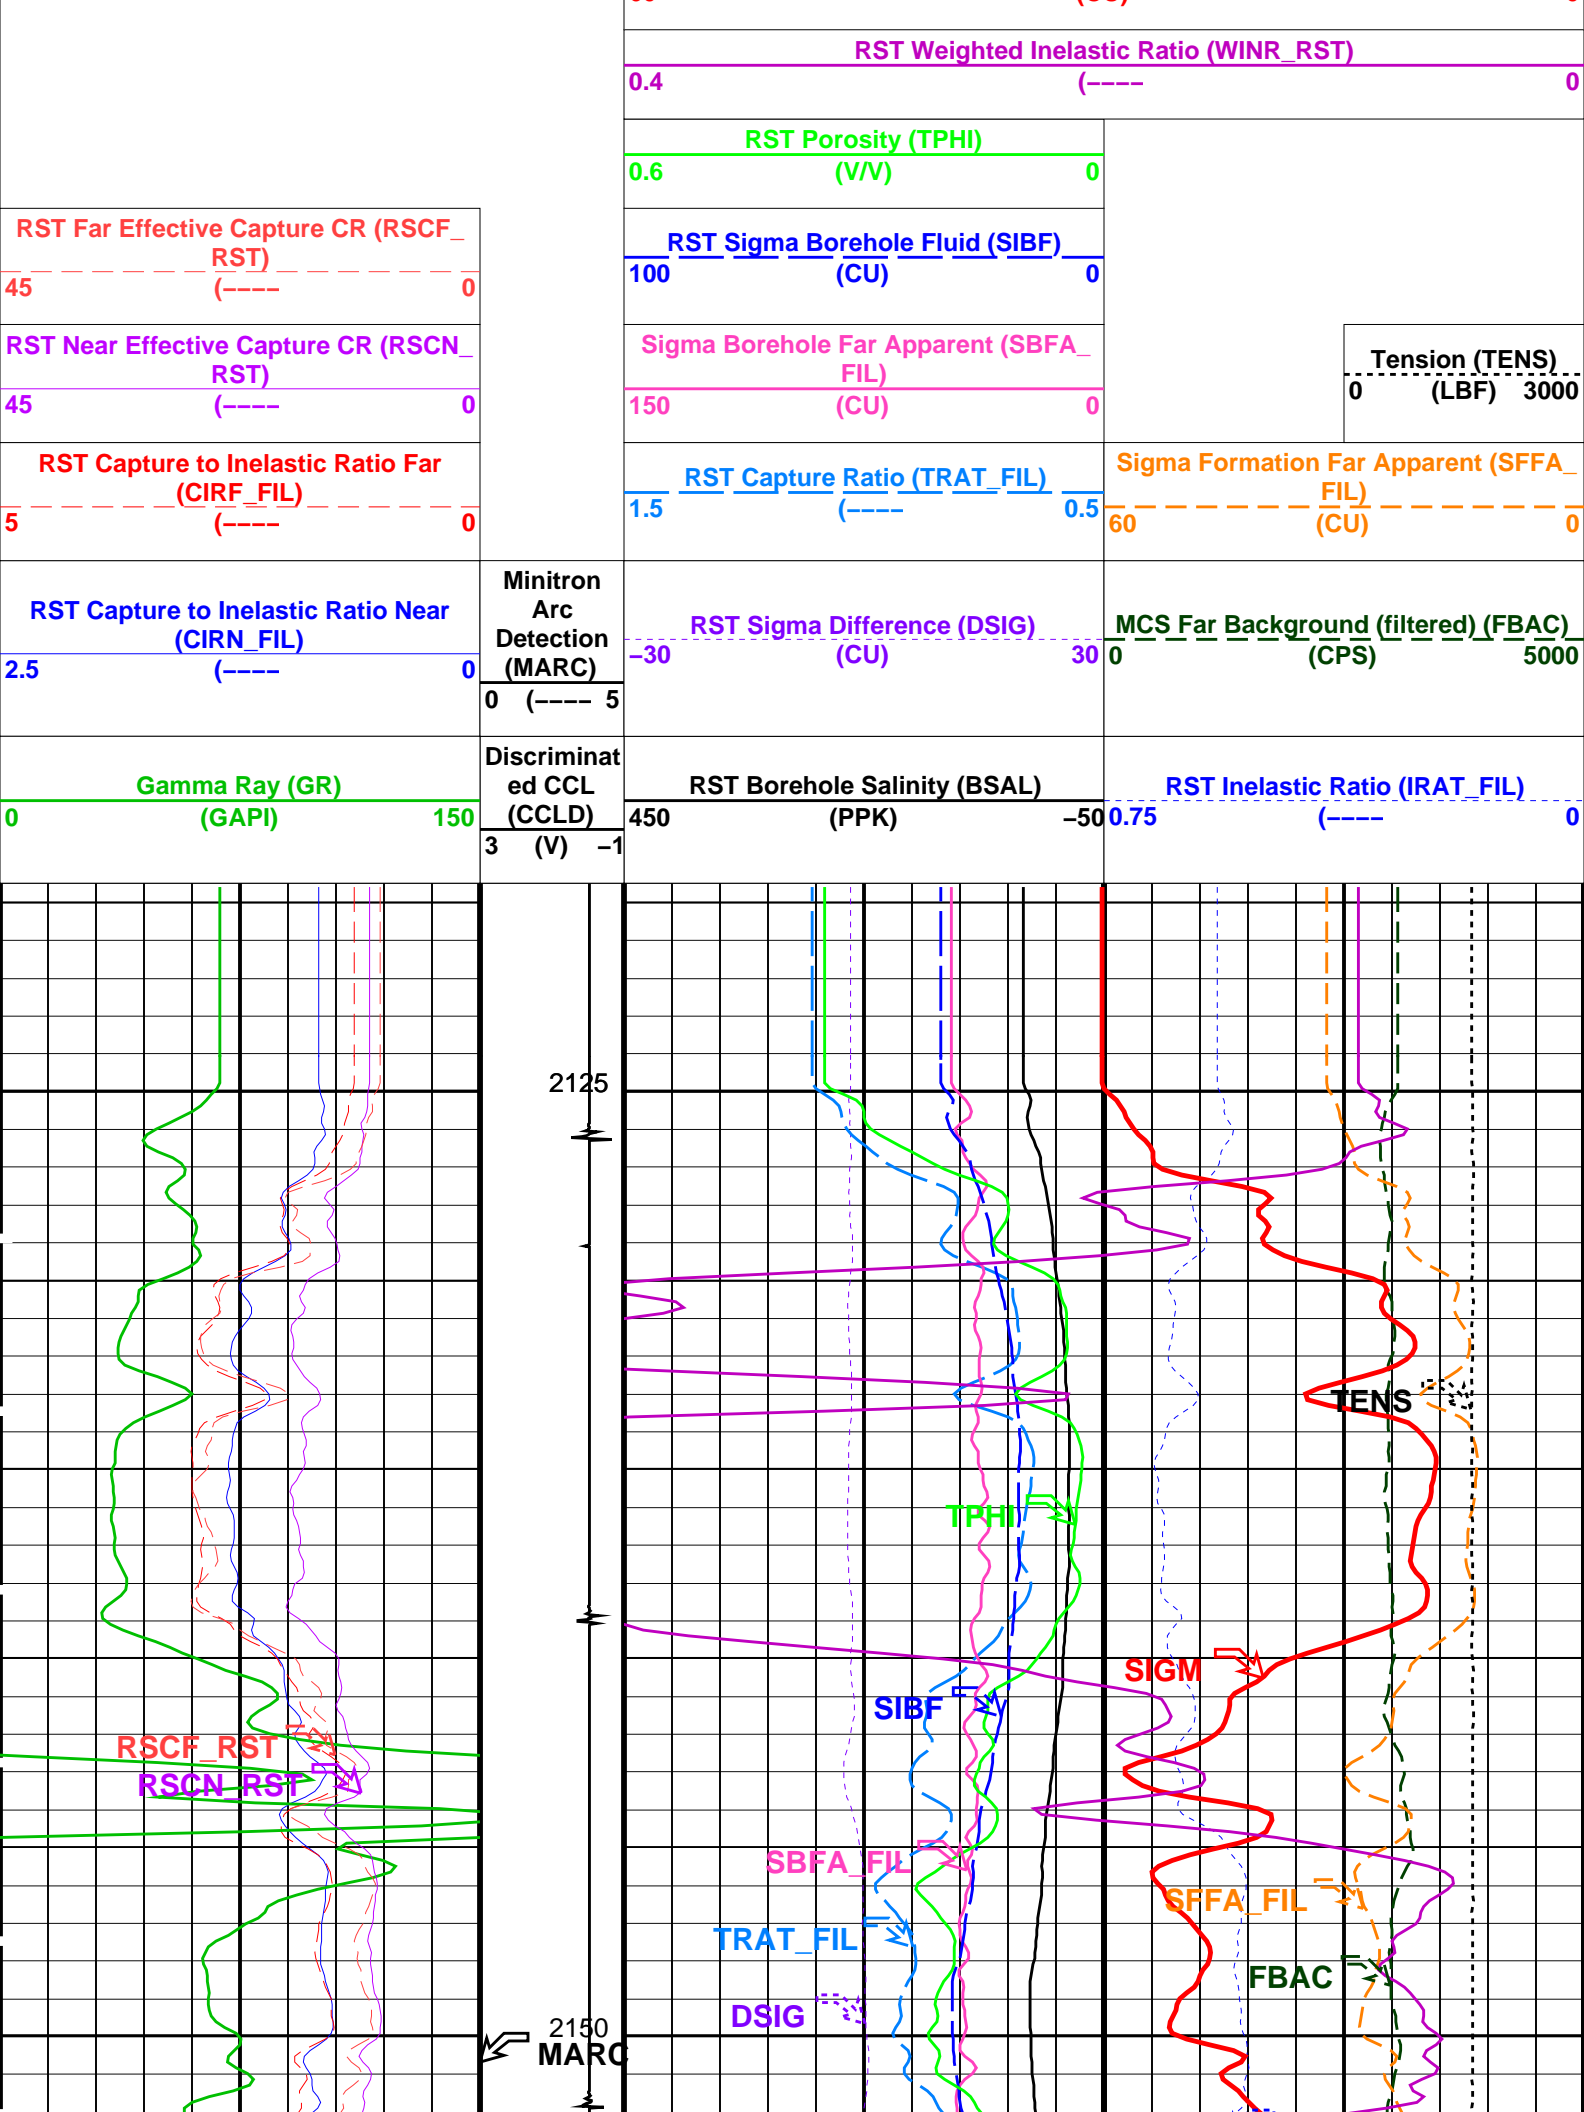 RST Weighted Inelastic Ratio (WINR_RST)
0.4 (–––– 0
RST Porosity (TPHI)
0.6 (V/V) 0
RST Far Effective Capture CR (RSCF_
RST)
45 (–––– 0
RST Sigma Borehole Fluid (SIBF)
100 (CU) 0
RST Near Effective Capture CR (RSCN_
RST)
45 (–––– 0
Sigma Borehole Far Apparent (SBFA_
FIL)
150 (CU) 0
Tension (TENS)
0 (LBF) 3000
RST Capture to Inelastic Ratio Far
(CIRF_FIL)
5 (–––– 0
RST Capture Ratio (TRAT_FIL)
1.5 (–––– 0.5
Sigma Formation Far Apparent (SFFA_
FIL)
60 (CU) 0
RST Capture to Inelastic Ratio Near
(CIRN_FIL)
2.5 (–––– 0
Minitron
Arc
Detection
(MARC)
0 (–––– 5
RST Sigma Difference (DSIG)
–30 (CU) 30
MCS Far Background (filtered) (FBAC)
0 (CPS) 5000
Gamma Ray (GR)
0 (GAPI) 150
Discriminat
ed CCL
(CCLD)
3 (V) –1
RST Borehole Salinity (BSAL)
450 (PPK) –50
RST Inelastic Ratio (IRAT_FIL)
0.75 (–––– 0
2125
TENS
TPHI
SIGM
SIBF
RSCF_RST
RSCN_RST
SBFA_FIL
SFFA_FIL
TRAT_FIL
FBAC
DSIG
2150
MARC